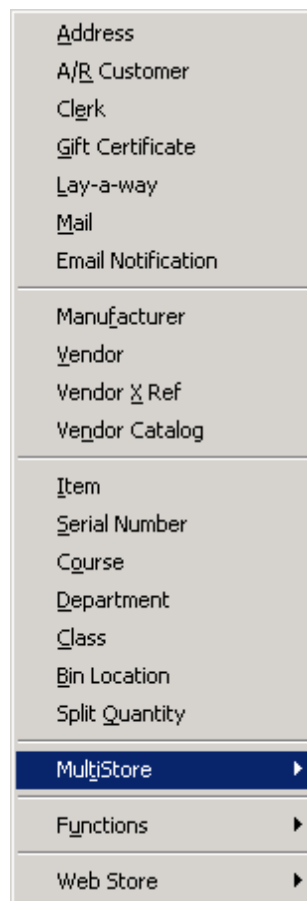 Address
A/R Customer
Clerk
Gift Certificate
Lay-a-way
Mail
Email Notification
Manufacturer
Vendor
Vendor X Ref
Vendor Catalog
Item
Serial Number
Course
Department
Class
Bin Location
Split Quantity
MultiStore
Functions
Web Store